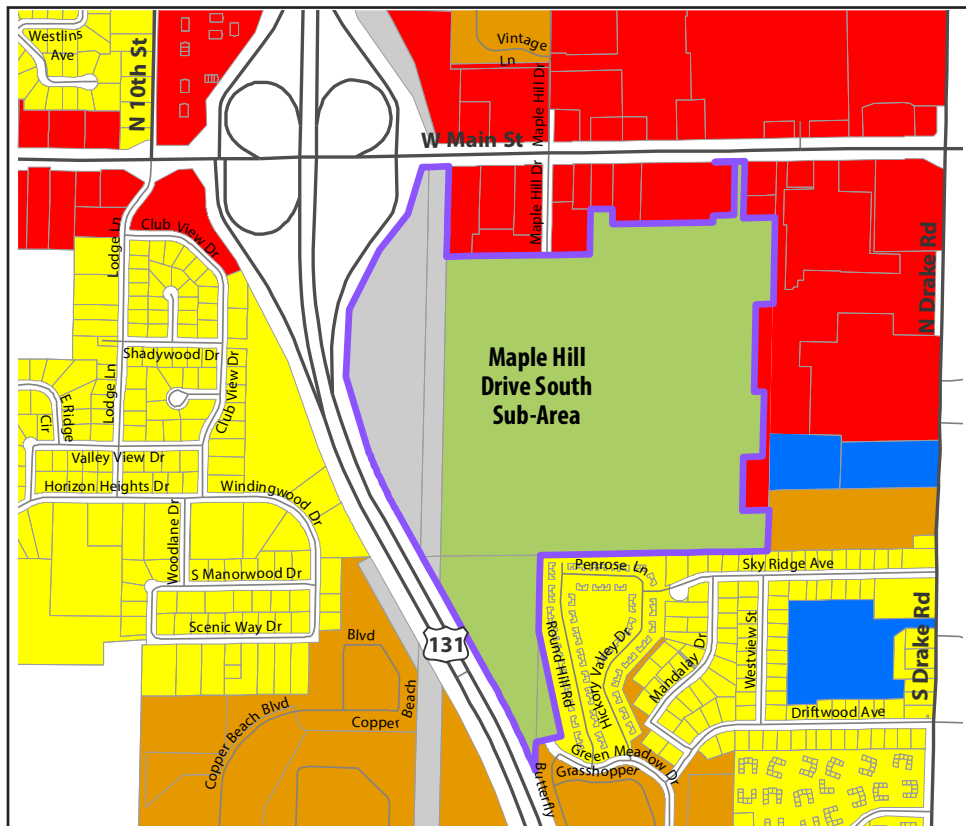 Westlins
Ave
N 10th St
Vintage
Ln
Maple Hill Dr
W Main St
Maple Hill Dr
Lodge Ln
Club View Dr
N Drake Rd
Shadywood Dr
Maple Hill
Drive South
Sub-Area
Lodge Ln
Club View Dr
E Ridge
Cir
Valley View Dr
Horizon Heights Dr
Windingwood Dr
Woodlane Dr
S Manorwood Dr
Scenic Way Dr
Penrose Ln
Sky Ridge Ave
Round Hill Rd
Hickory Valley Dr
Mandalay Dr
Westview St
S Drake Rd
131
Blvd
Beach
Copper
Copper Beach Blvd
Driftwood Ave
Green Meadow Dr
Grasshopper
Butterfly